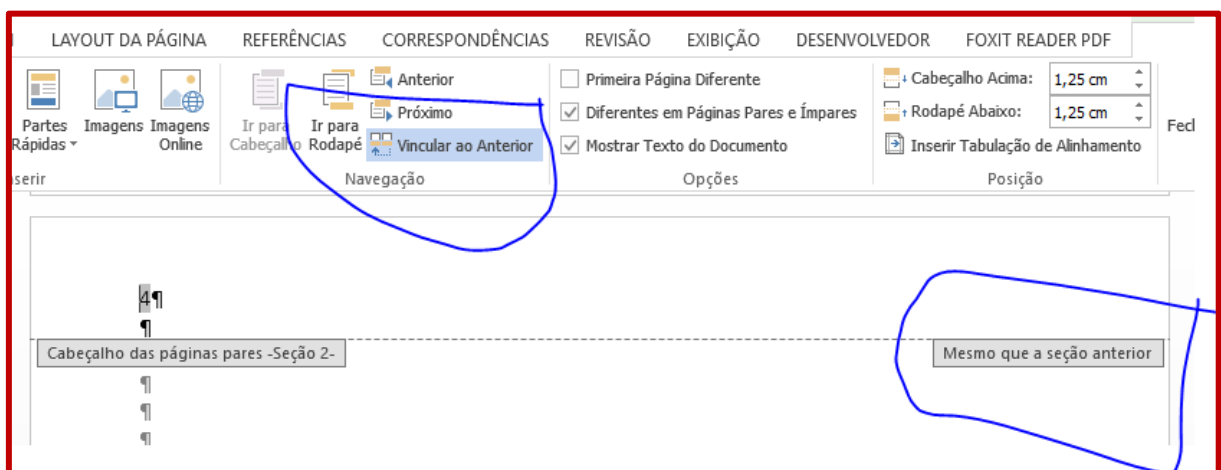 LAYOUT DA PÁGINA REFERÊNCIAS CORRESPONDÊNCIAS REVISÃO EXIBIÇÃO DESENVOLVEDOR FOXIT READER PDF
Partes Rápidas
Imagens
Imagens Online
Ir para Cabeçalho
Ir para Rodapé
Anterior
Próximo
Vincular ao Anterior
Navegação
Primeira Página Diferente
Diferentes em Páginas Pares e Ímpares
Mostrar Texto do Documento
Opções
Cabeçalho Acima: 1,25 cm
Rodapé Abaixo: 1,25 cm
Inserir Tabulação de Alinhamento
Posição
Fecl
serir
4¶
¶
Cabeçalho das páginas pares -Seção 2- Mesmo que a seção anterior
¶
¶
¶